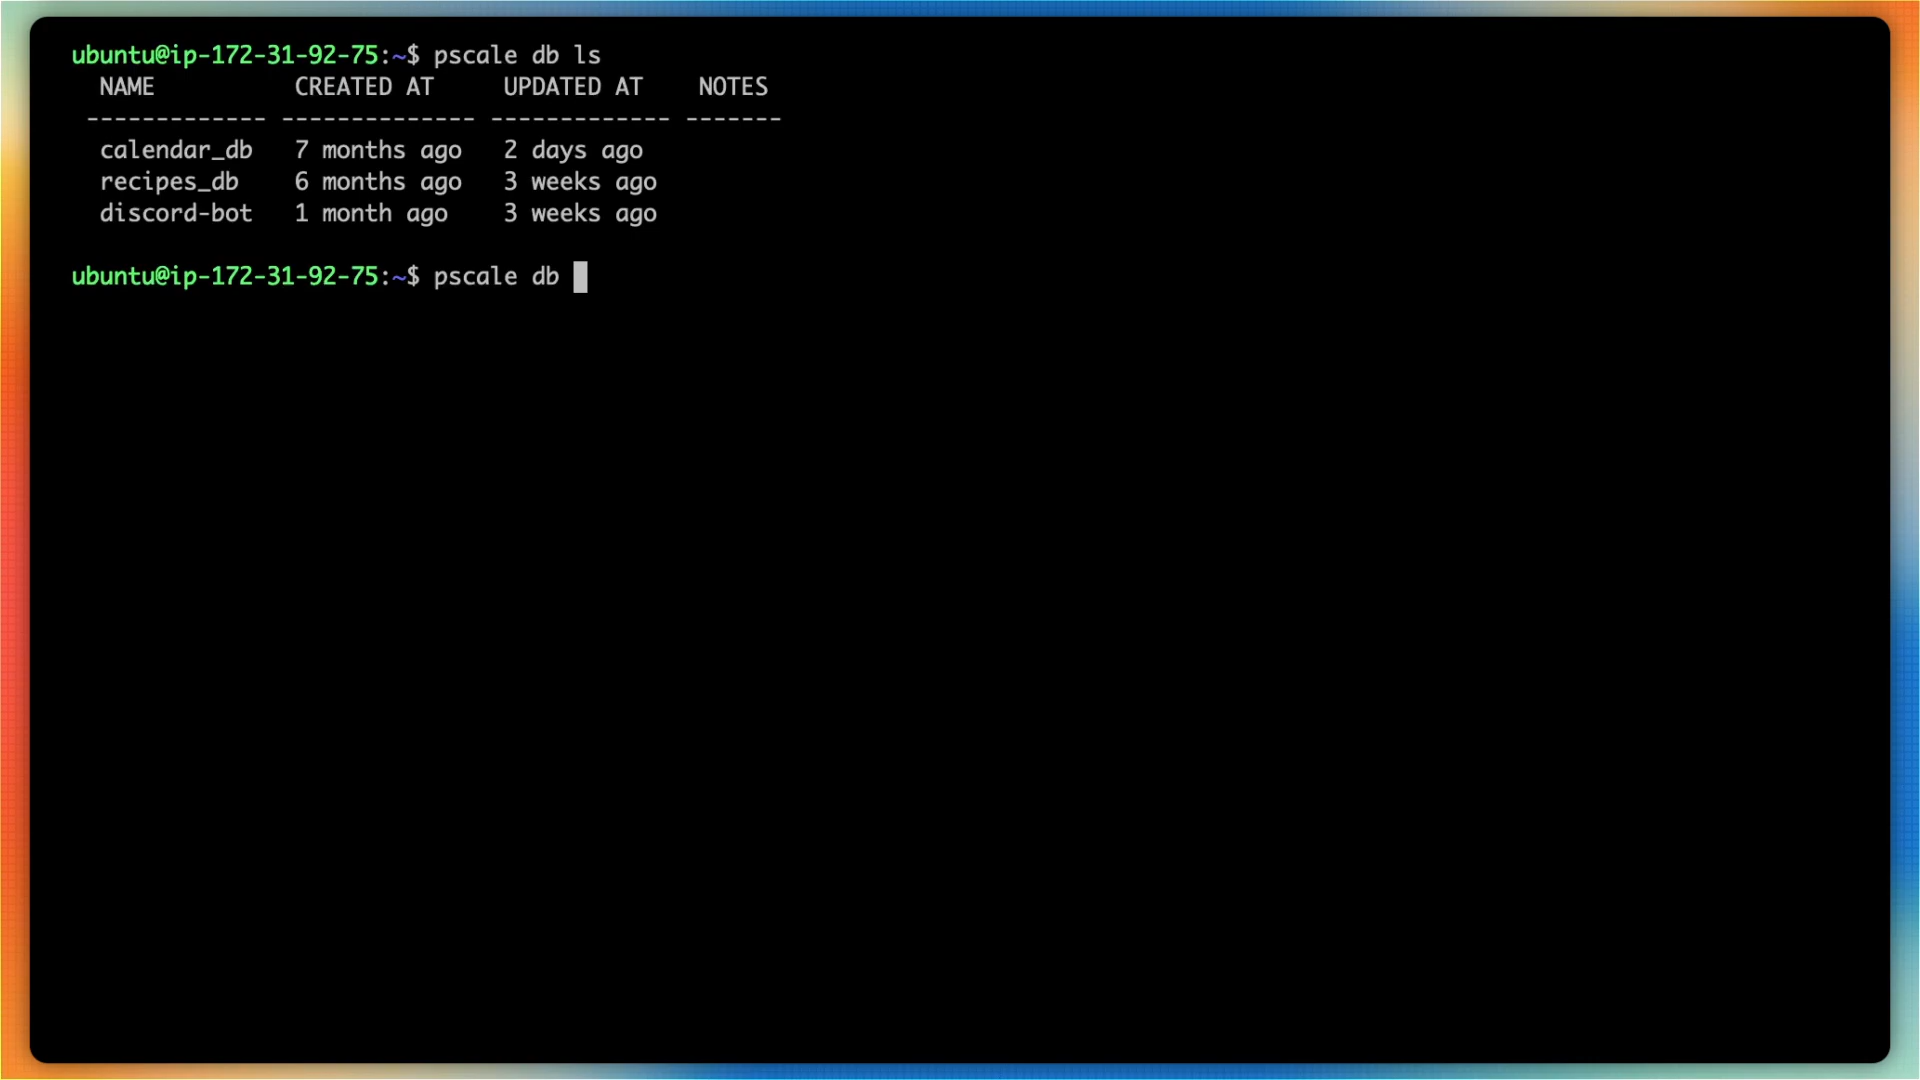 ubuntu@ip-172-31-92-75:~$ pscale db ls
NAME CREATED AT UPDATED AT NOTES
------------- -------------- ------------- -------
calendar_db 7 months ago 2 days ago
recipes_db 6 months ago 3 weeks ago
discord-bot 1 month ago 3 weeks ago
ubuntu@ip-172-31-92-75:~$ pscale db